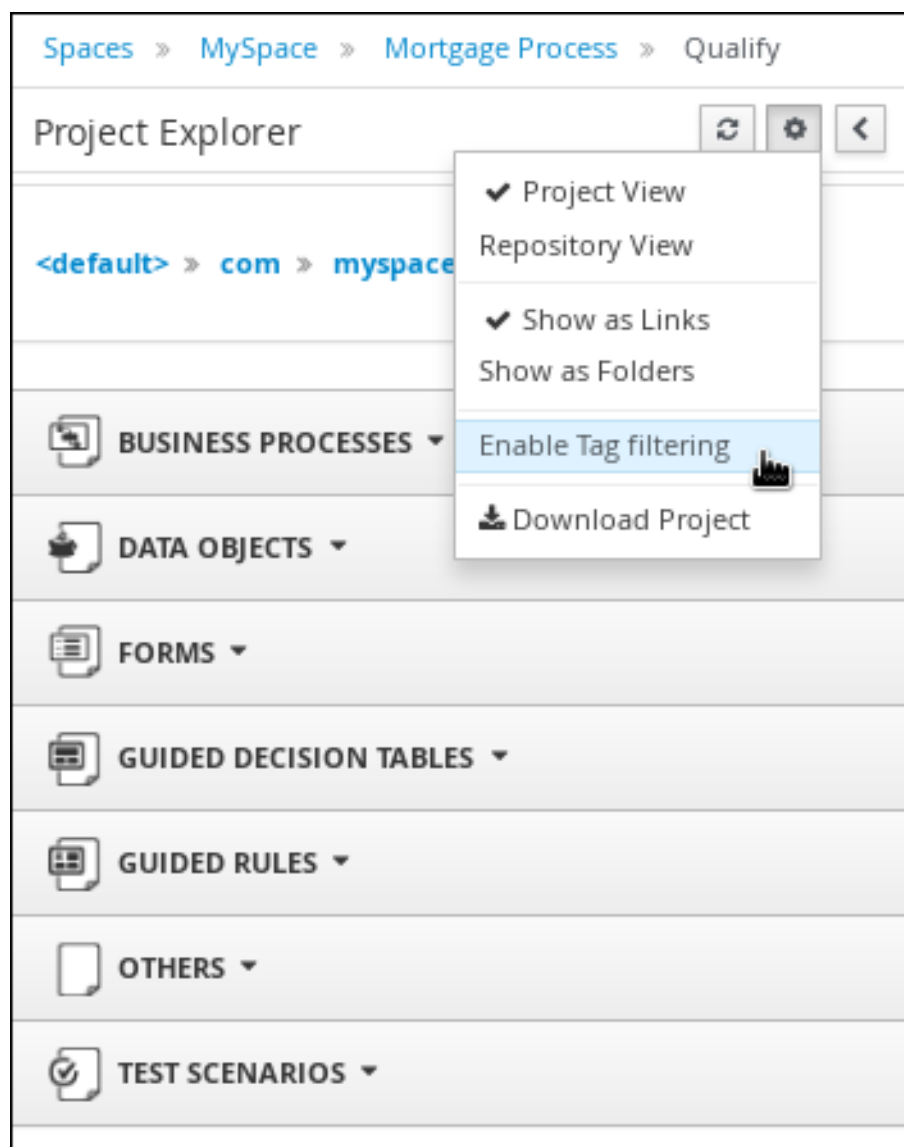 Spaces » MySpace » Mortgage Process » Qualify
Project Explorer
Project View
Repository View
<default> » com » myspace
Show as Links
Show as Folders
BUSINESS PROCESSES
Enable Tag filtering
Download Project
DATA OBJECTS
FORMS
GUIDED DECISION TABLES
GUIDED RULES
OTHERS
TEST SCENARIOS